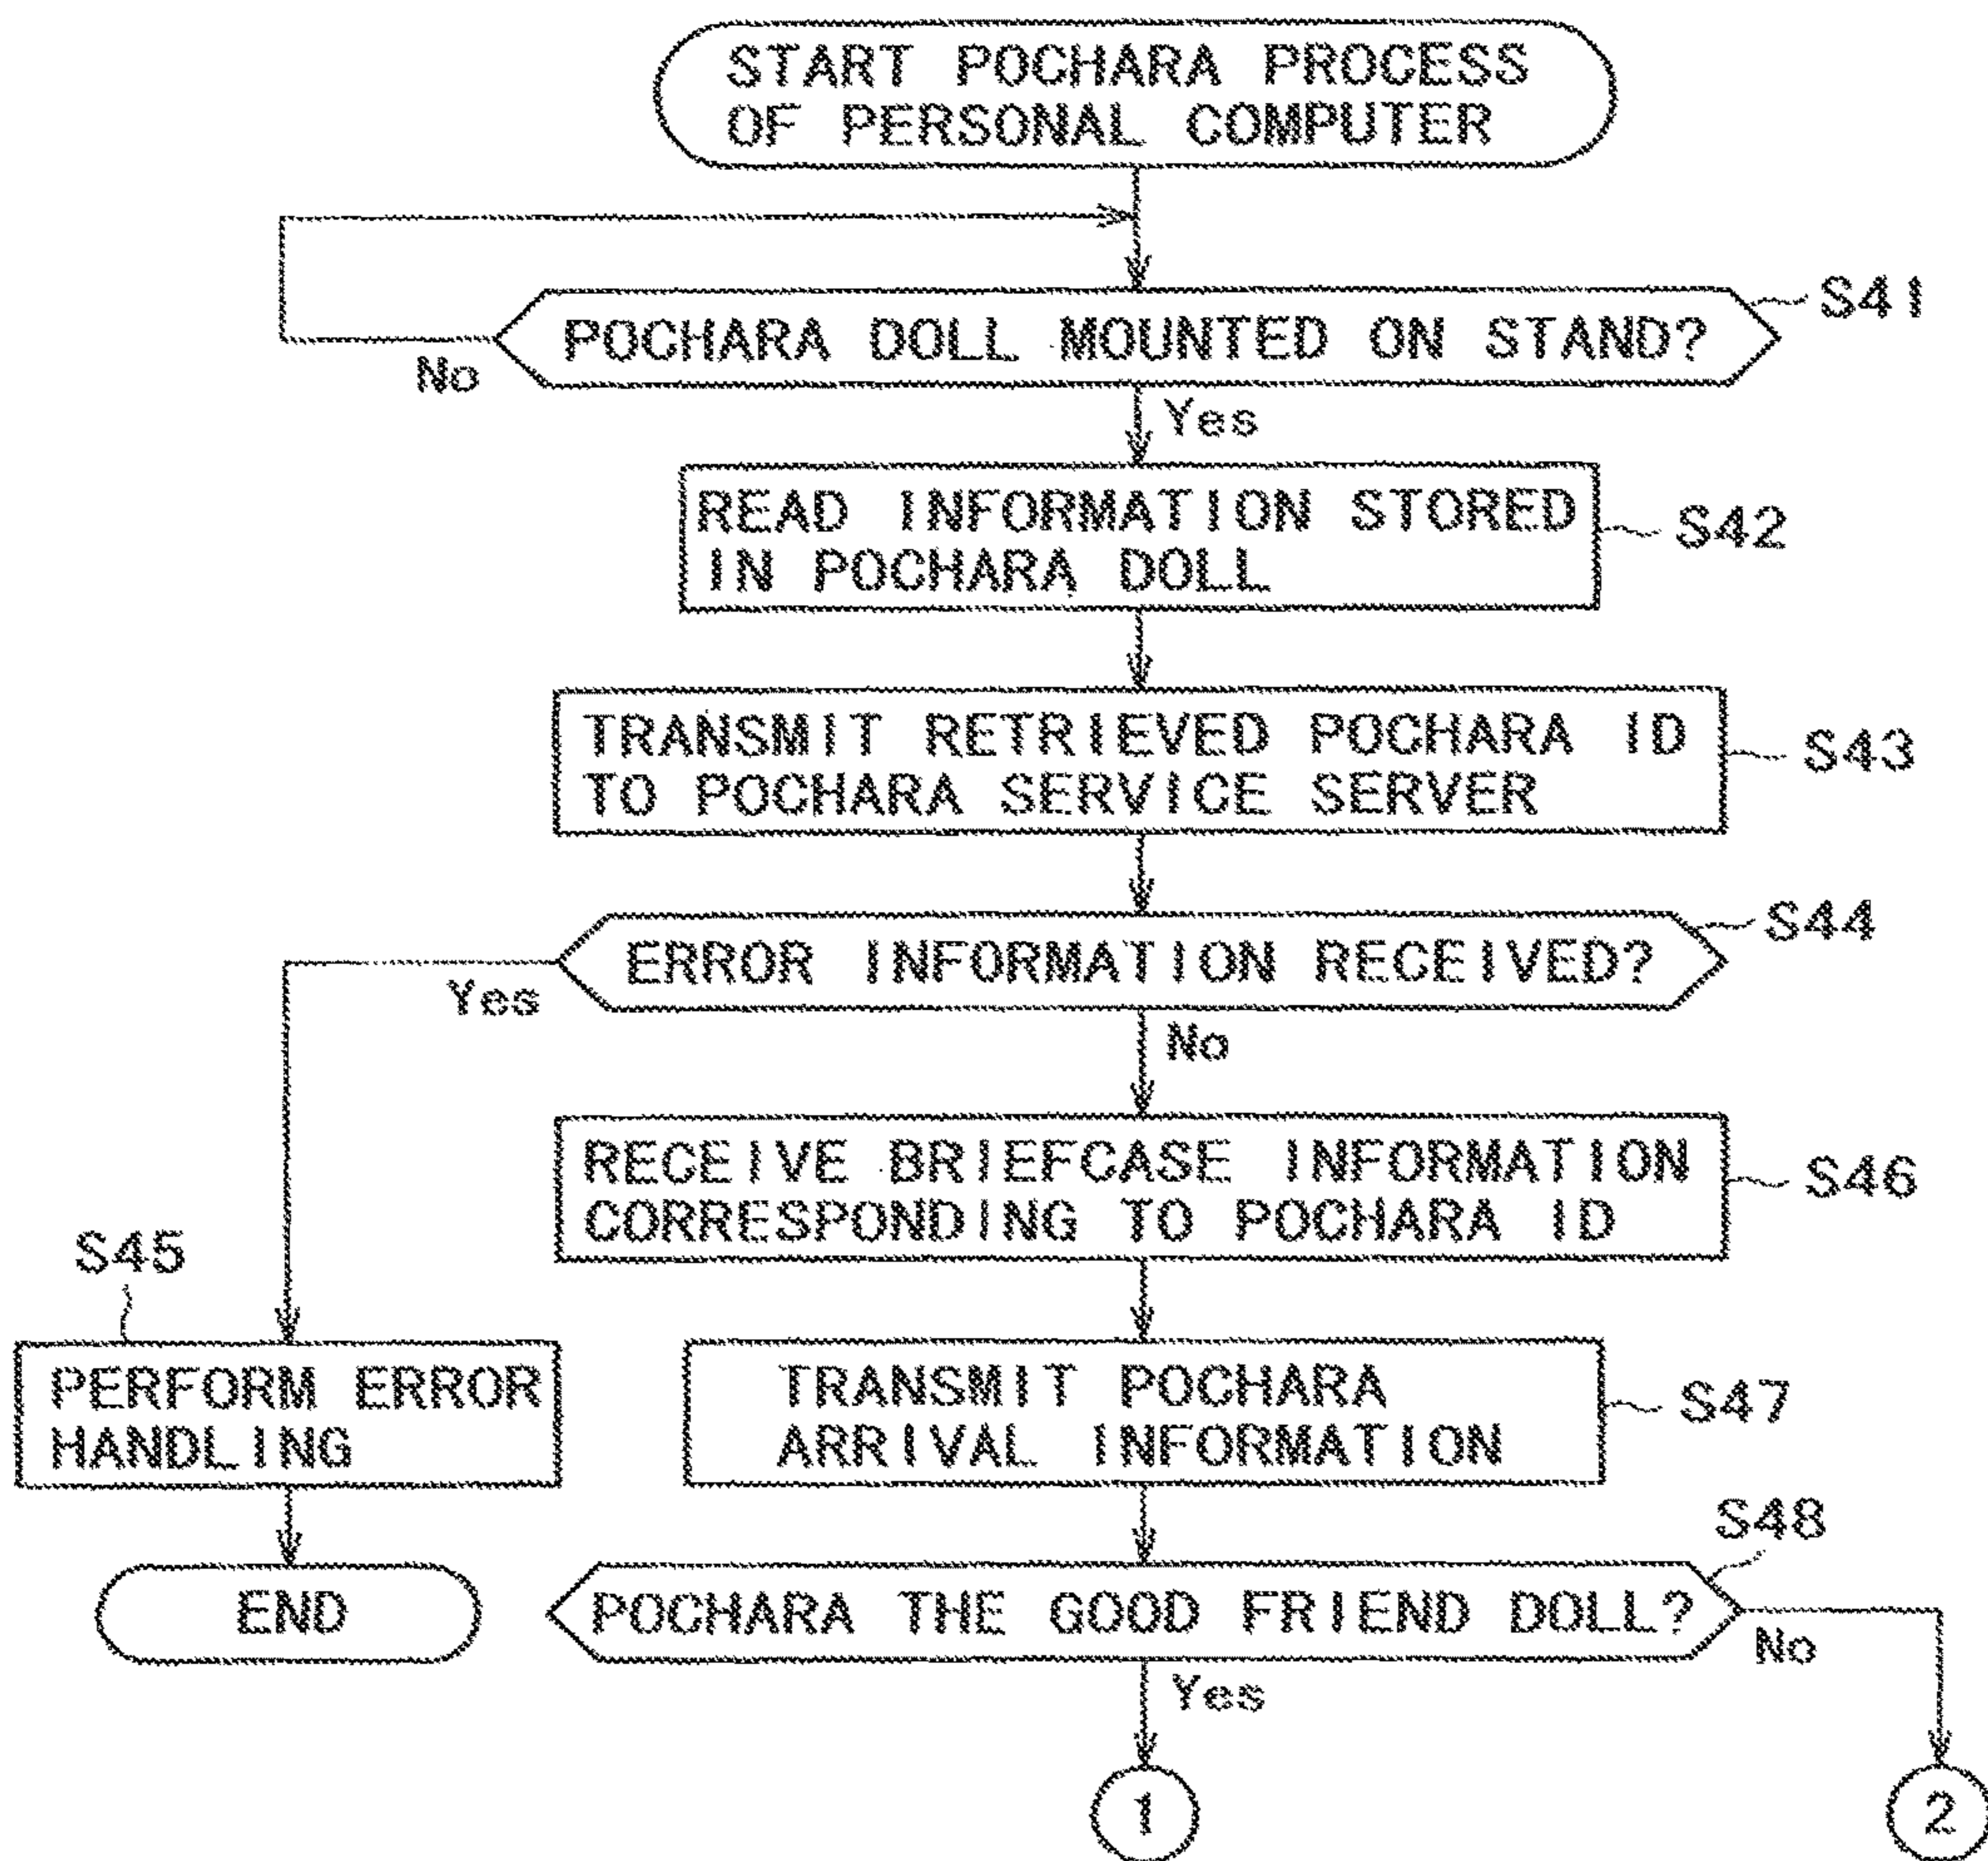 START POCHARA PROCESS
OF PERSONAL COMPUTER
S41
POCHARA DOLL MOUNTED ON STAND?
No
Yes
READ INFORMATION STORED
IN POCHARA DOLL
S42
TRANSMIT RETRIEVED POCHARA ID
TO POCHARA SERVICE SERVER
S43
S44
ERROR INFORMATION RECEIVED?
Yes
No
RECEIVE BRIEFCASE INFORMATION
CORRESPONDING TO POCHARA ID
S46
S45
PERFORM ERROR
HANDLING
TRANSMIT POCHARA
ARRIVAL INFORMATION
S47
S48
END
POCHARA THE GOOD FRIEND DOLL?
No
Yes
1
2